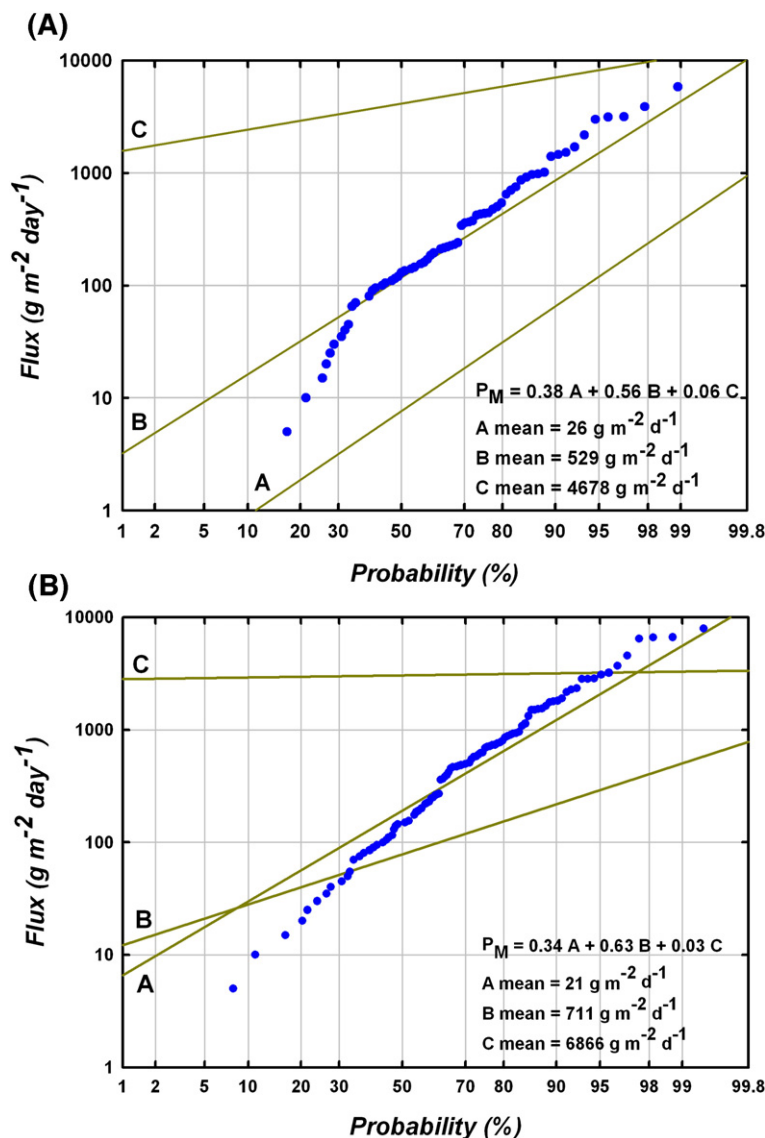 (A)
10000
1000
100
10
1
Flux (g m-2 day-1)
C
B
A
PM = 0.38 A + 0.56 B + 0.06 C
A mean = 26 g m-2 d-1
B mean = 529 g m-2 d-1
C mean = 4678 g m-2 d-1
1 2 5 10 20 30 50 70 80 90 95 98 99 99.8
Probability (%)
(B)
10000
1000
100
10
1
Flux (g m-2 day-1)
C
B
A
PM = 0.34 A + 0.63 B + 0.03 C
A mean = 21 g m-2 d-1
B mean = 711 g m-2 d-1
C mean = 6866 g m-2 d-1
1 2 5 10 20 30 50 70 80 90 95 98 99 99.8
Probability (%)